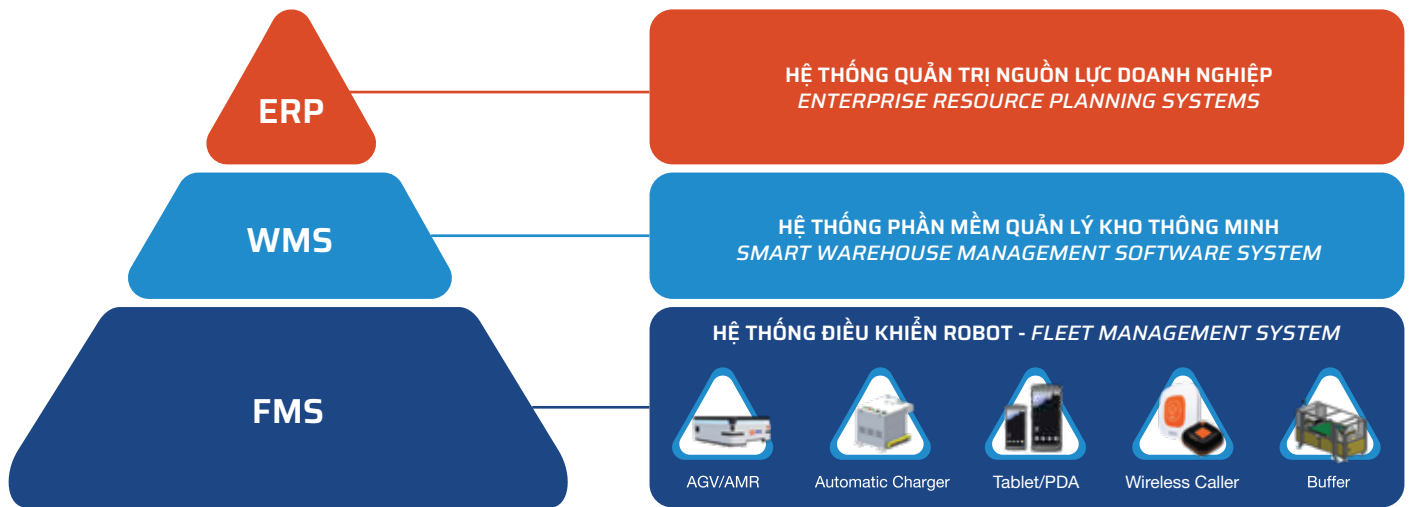 ERP
HỆ THỐNG QUẢN TRỊ NGUỒN LỰC DOANH NGHIỆP
ENTERPRISE RESOURCE PLANNING SYSTEMS
WMS
HỆ THỐNG PHẦN MỀM QUẢN LÝ KHO THÔNG MINH
SMART WAREHOUSE MANAGEMENT SOFTWARE SYSTEM
FMS
HỆ THỐNG ĐIỀU KHIỂN ROBOT - FLEET MANAGEMENT SYSTEM
AGV/AMR
Automatic Charger
Tablet/PDA
Wireless Caller
Buffer